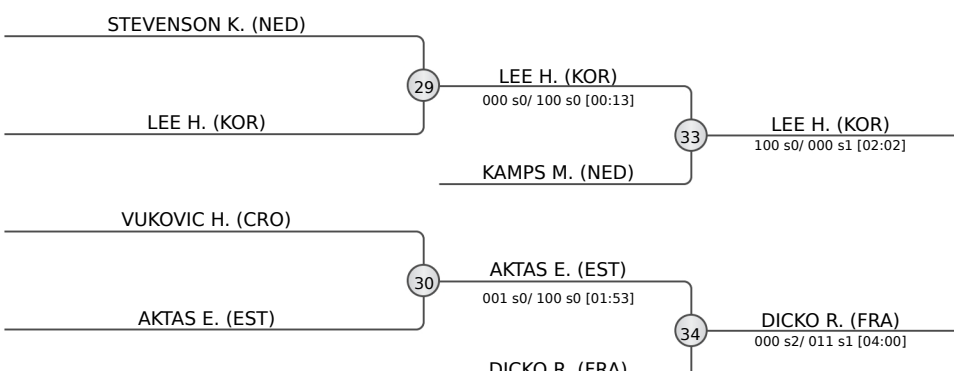 STEVENSON K. (NED)
29
LEE H. (KOR)
000 s0/ 100 s0 [00:13]
LEE H. (KOR)
33
LEE H. (KOR)
100 s0/ 000 s1 [02:02]
KAMPS M. (NED)
VUKOVIC H. (CRO)
30
AKTAS E. (EST)
001 s0/ 100 s0 [01:53]
AKTAS E. (EST)
34
DICKO R. (FRA)
000 s2/ 011 s1 [04:00]
DICKO R. (FRA)